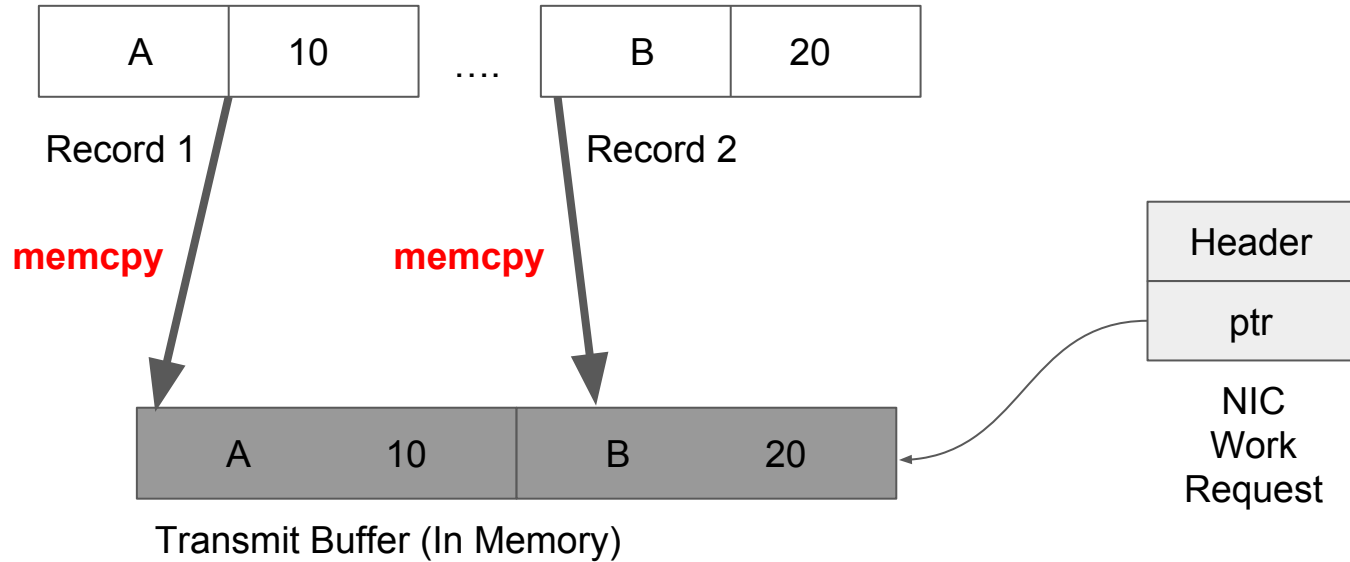 A 10 .... B 20
Record 1 Record 2
memcpy memcpy
Header
ptr
NIC
Work
Request
A 10 B 20
Transmit Buffer (In Memory)